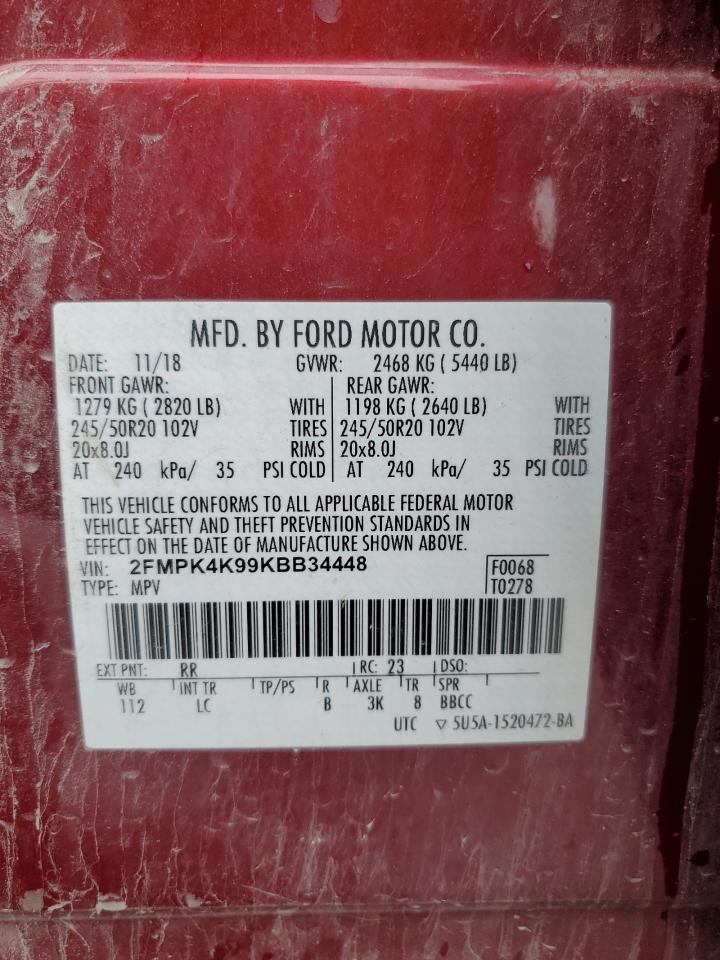 MFD. BY FORD MOTOR CO.
DATE: 11/18 GVWR: 2468 KG ( 5440 LB)
FRONT GAWR: REAR GAWR:
1279 KG ( 2820 LB) WITH 1198 KG ( 2640 LB) WITH
245/50R20 102V TIRES 245/50R20 102V TIRES
20x8.0J RIMS 20x8.0J RIMS
AT 240 kPa/ 35 PSI COLD AT 240 kPa/ 35 PSI COLD
THIS VEHICLE CONFORMS TO ALL APPLICABLE FEDERAL MOTOR
VEHICLE SAFETY AND THEFT PREVENTION STANDARDS IN
EFFECT ON THE DATE OF MANUFACTURE SHOWN ABOVE.
VIN: 2FMPK4K99KBB34448 F0068
TYPE: MPV T0278
EXT PNT: RR RC: 23 DSO:
WB INT TR TP/PS R AXLE TR SPR
112 LC B 3K 8 BBCC
UTC ▽ 5U5A-1520472-BA